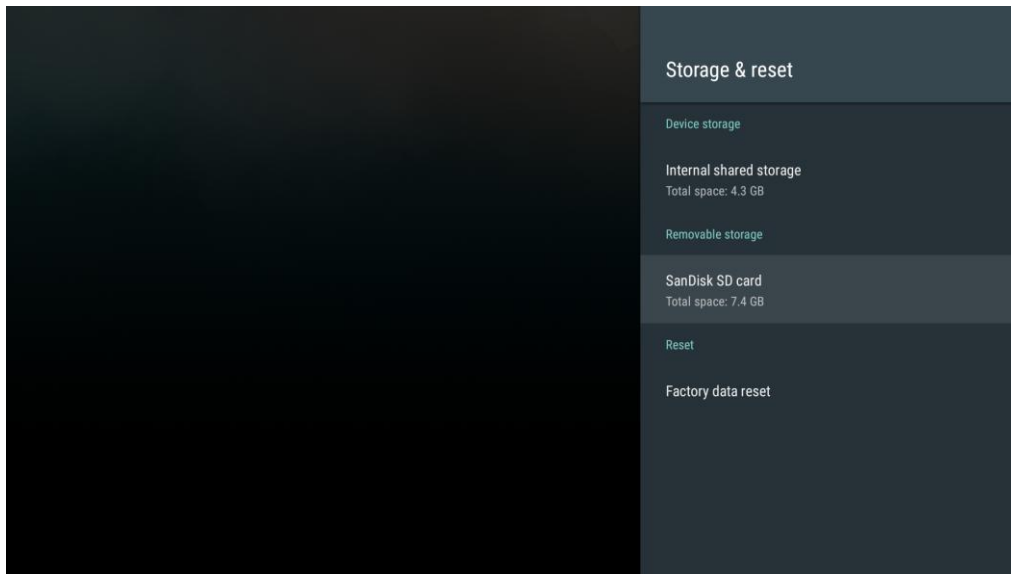 Storage & reset
Device storage
Internal shared storage
Total space: 4.3 GB
Removable storage
SanDisk SD card
Total space: 7.4 GB
Reset
Factory data reset